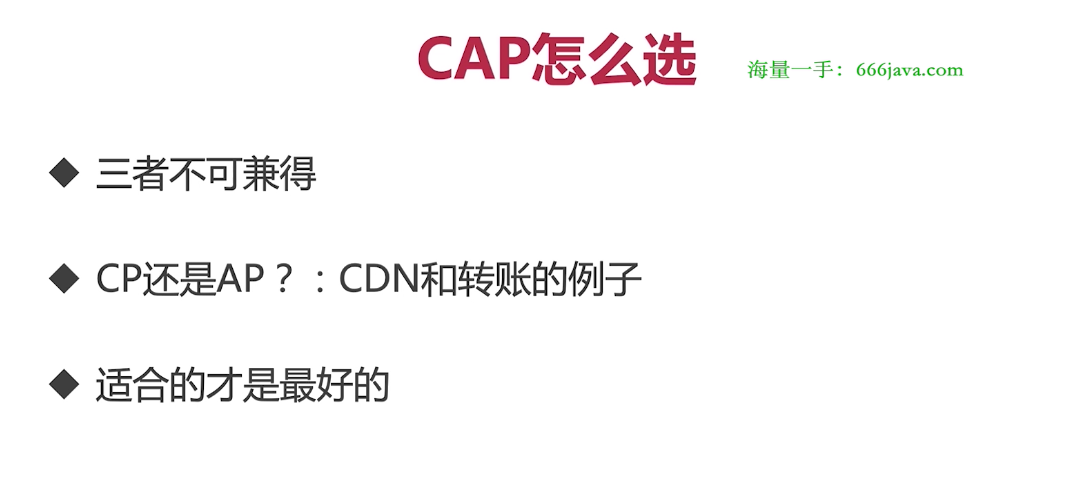 CAP怎么选
海量一手：666java.com
◆ 三者不可兼得
◆ CP还是AP？：CDN和转账的例子
◆ 适合的才是最好的